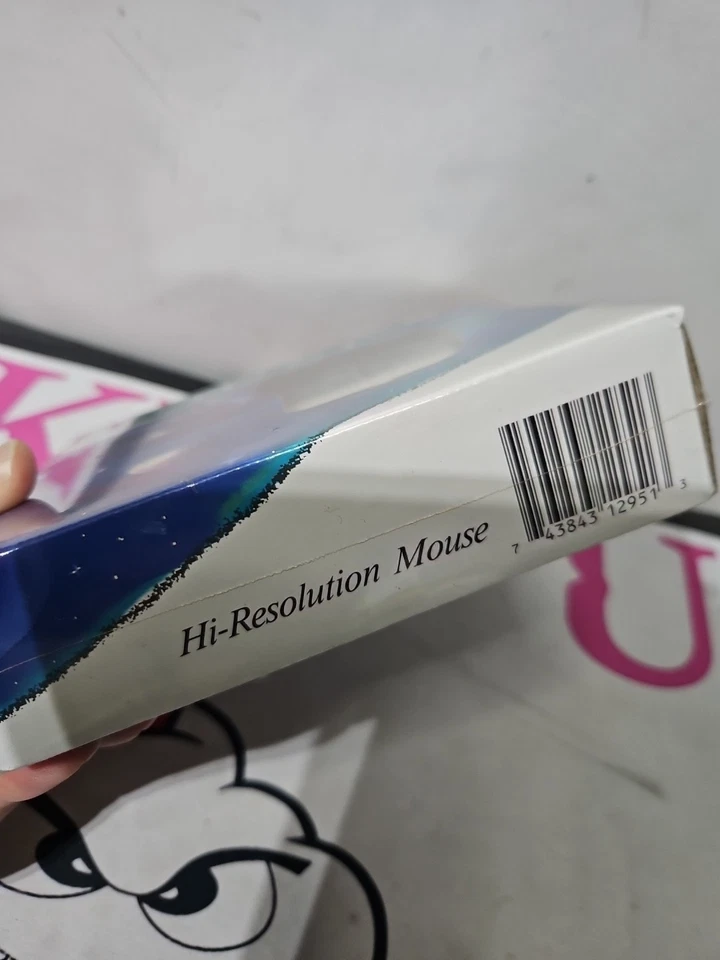 Hi-Resolution Mouse
7 43843 12951 3
K
U